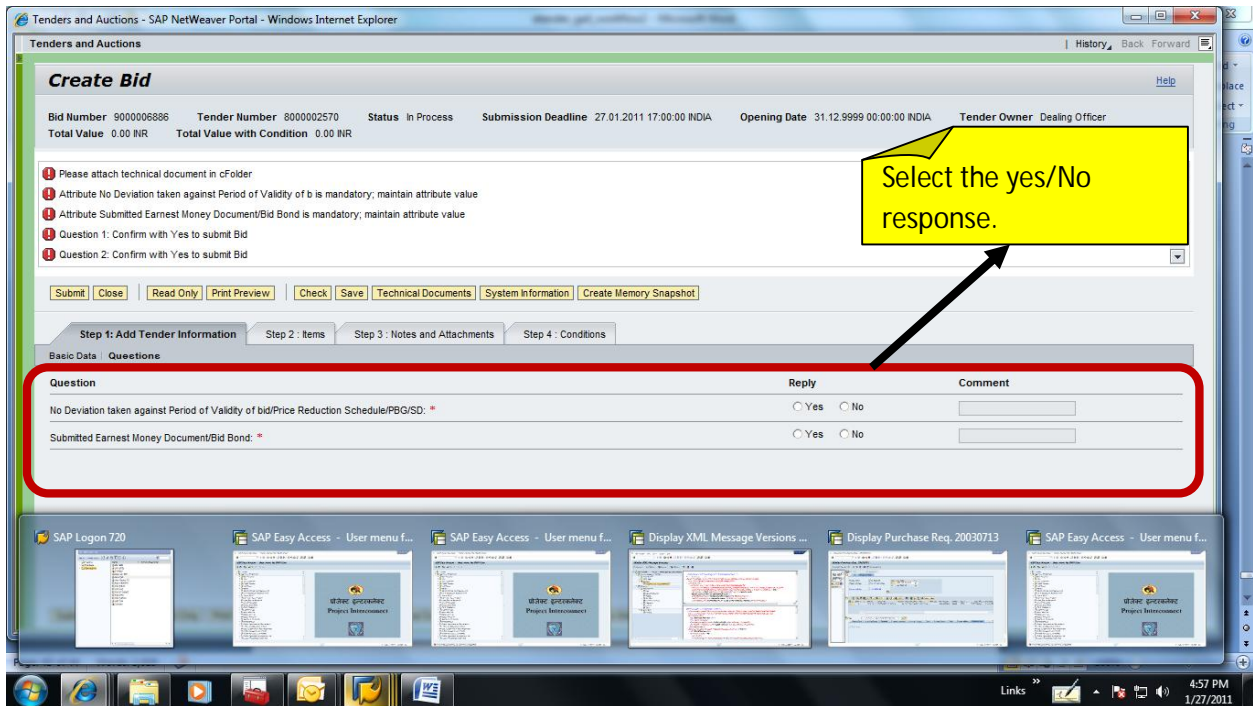 Tenders and Auctions - SAP NetWeaver Portal - Windows Internet Explorer
Tenders and Auctions
History Back Forward
Create Bid
Help
Bid Number 9000006886 Tender Number 8000002570 Status In Process Submission Deadline 27.01.2011 17:00:00 INDIA Opening Date 31.12.9999 00:00:00 INDIA Tender Owner Dealing Officer
Total Value 0.00 INR Total Value with Condition 0.00 INR
Please attach technical document in cFolder
Attribute No Deviation taken against Period of Validity of b is mandatory; maintain attribute value
Attribute Submitted Earnest Money Document/Bid Bond is mandatory; maintain attribute value
Question 1: Confirm with Yes to submit Bid
Question 2: Confirm with Yes to submit Bid
Select the yes/No
response.
Submit Close Read Only Print Preview Check Save Technical Documents System Information Create Memory Snapshot
Step 1: Add Tender Information Step 2 : Items Step 3 : Notes and Attachments Step 4 : Conditions
Basic Data Questions
Question Reply Comment
No Deviation taken against Period of Validity of bid/Price Reduction Schedule/PBG/SD: * Yes No
Submitted Earnest Money Document/Bid Bond: * Yes No
SAP Logon 720 SAP Easy Access - User menu f... SAP Easy Access - User menu f... Display XML Message Versions ... Display Purchase Req. 20030713 SAP Easy Access - User menu f...
Project Interconnect Project Interconnect Project Interconnect
Links
4:57 PM
1/27/2011